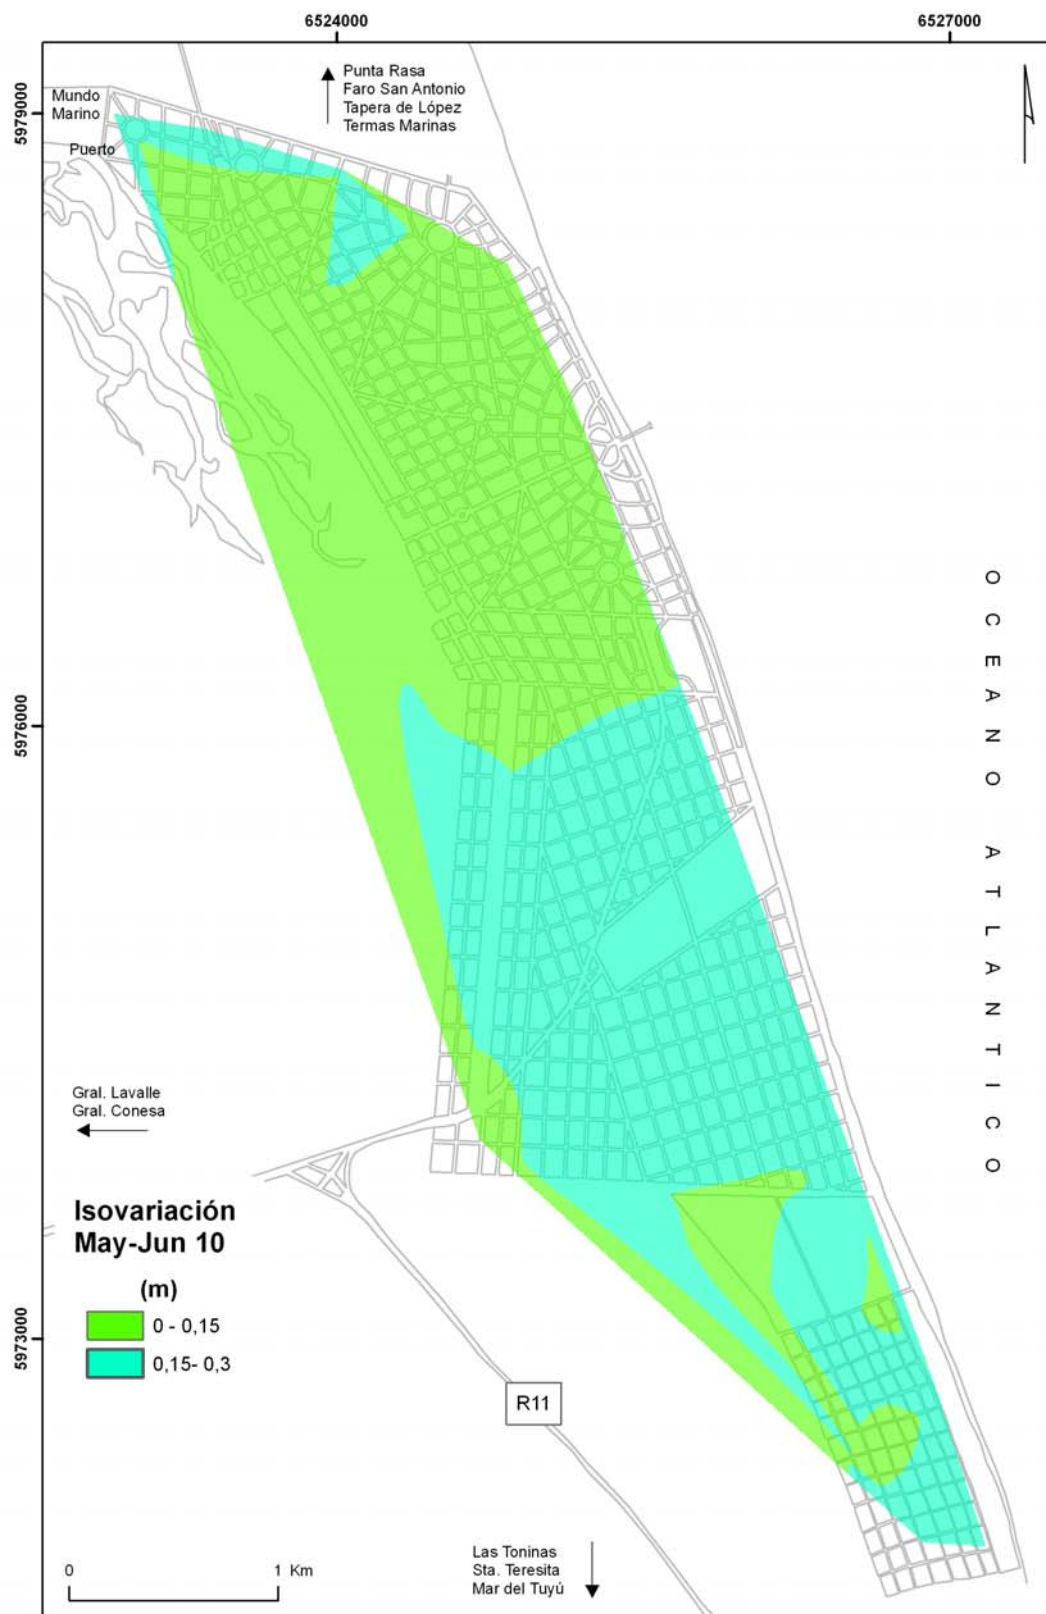 6524000
6527000
5979000
5976000
5973000
Mundo
Marino
Puerto
Punta Rasa
Faro San Antonio
Tapera de López
Termas Marinas
OCEANO ATLANTICO
Gral. Lavalle
Gral. Conesa
Isovariación
May-Jun 10
(m)
0 - 0,15
0,15- 0,3
R11
0 1 Km
Las Toninas
Sta. Teresita
Mar del Tuyú